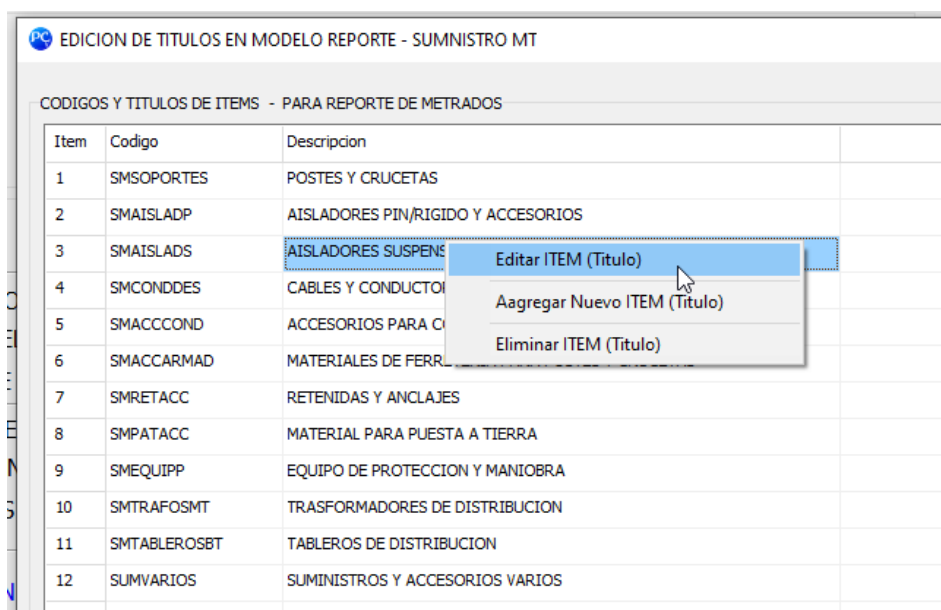 EDICION DE TITULOS EN MODELO REPORTE - SUMNISTRO MT
CODIGOS Y TITULOS DE ITEMS - PARA REPORTE DE METRADOS
Item Codigo Descripcion
1 SMSOPORTES POSTES Y CRUCETAS
2 SMAISLADP AISLADORES PIN/RIGIDO Y ACCESORIOS
3 SMAISLADS AISLADORES SUSPENS
Editar ITEM (Titulo)
4 SMCONDDES CABLES Y CONDUCTO
Aagregar Nuevo ITEM (Titulo)
5 SMACCCOND ACCESORIOS PARA C
Eliminar ITEM (Titulo)
6 SMACCARMAD MATERIALES DE
7 SMRETACC RETENIDAS Y ANCLAJES
8 SMPATACC MATERIAL PARA PUESTA A TIERRA
9 SMEQUIPP EQUIPO DE PROTECCION Y MANIOBRA
10 SMTRAFOSMT TRASFORMADORES DE DISTRIBUCION
11 SMTABLEROSBT TABLEROS DE DISTRIBUCION
12 SUMVARIOS SUMINISTROS Y ACCESORIOS VARIOS